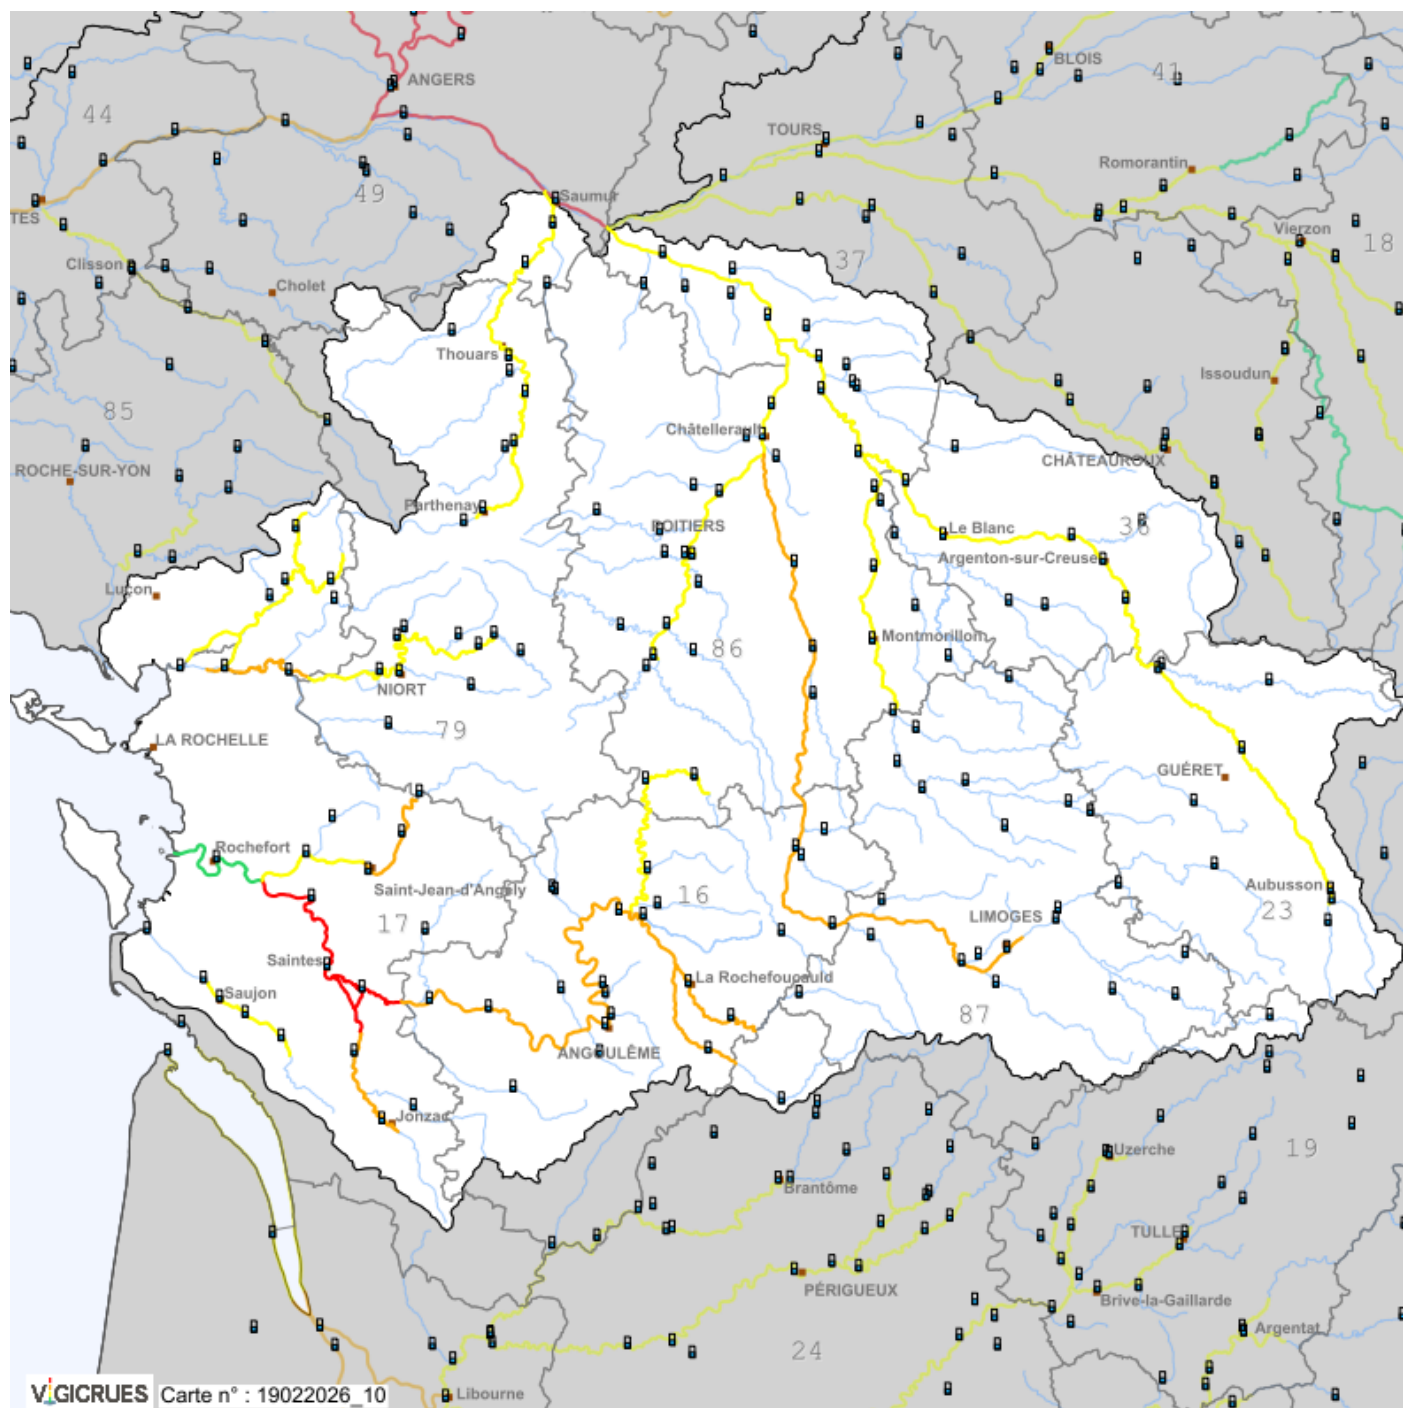 ANGERS
BLOIS
41
44
TOURS
Romorantin
49
Saumur
TES
Vierzon
18
Clisson
37
Cholet
Thouars
Issoudun
85
Châtellerault
CHÂTEAUROUX
ROCHE-SUR-YON
Parthenay
POITIERS
Le Blanc
36
Argenton-sur-Creuse
Luçon
Montmorillon
86
NIORT
79
LA ROCHELLE
GUÉRET
Rochefort
Saint-Jean-d'Angély
Aubusson
16
17
LIMOGES
23
Saintes
La Rochefoucauld
Saujon
87
ANGOULÊME
Jonzac
Uzerche
19
Brantôme
TULLE
PÉRIGUEUX
Brive-la-Gaillarde
Argentat
24
Libourne
VIGICRUES
Carte n° : 19022026_10